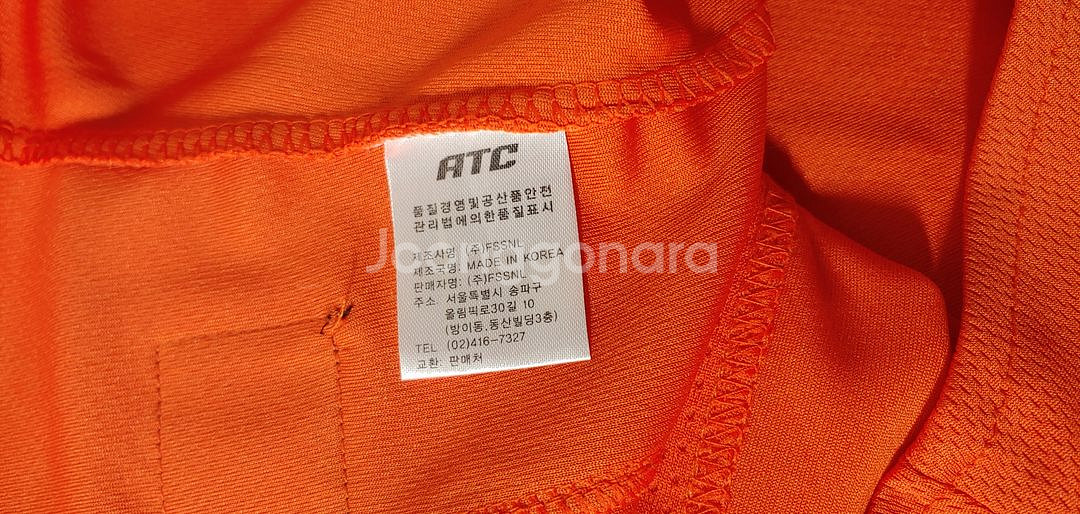 ATC
품질경영및공산품안전
관리법에의한품질표시
제조사명: (주)FSSNL
제조국명: MADE IN KOREA
판매자명: (주)FSSNL
주소: 서울특별시 송파구
올림픽로30길 10
(방이동,동산빌딩3층)
TEL (02)416-7327
교환: 판매처
Joonggonara